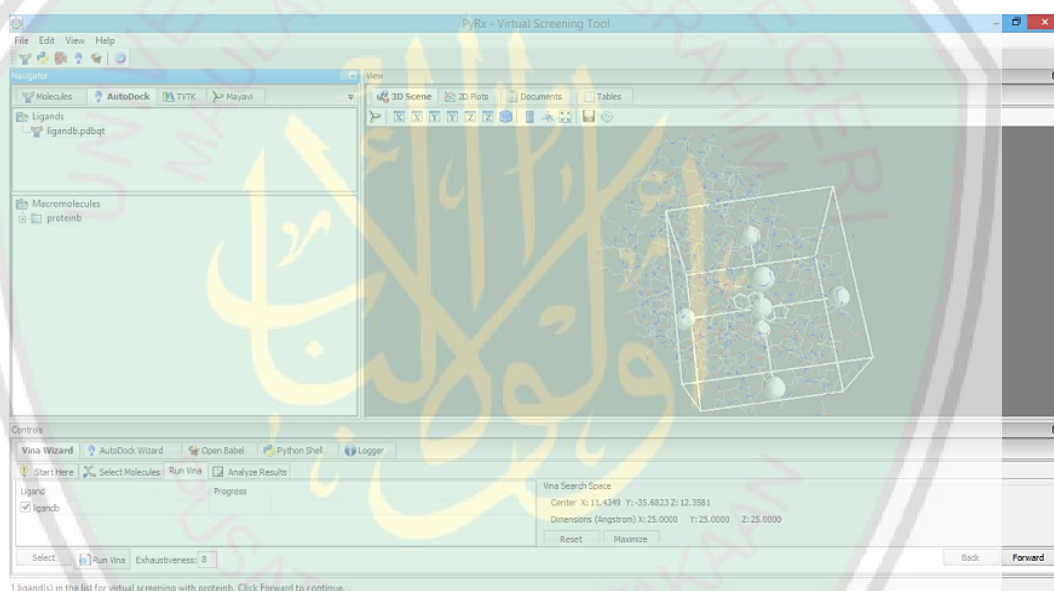 PyRx - Virtual Screening Tool
File Edit View Help
Navigator
View
Molecules AutoDock TVTK Mayavi
3D Scene 2D Plots Documents Tables
Ligands
ligandb.pdbqt
Macromolecules
proteinb
Controls
Vina Wizard AutoDock Wizard Open Babel Python Shell Logger
Start Here Select Molecules Run Vina Analyze Results
Ligand Progress
ligandb
Vina Search Space
Center X: 11.4349 Y: -35.6823 Z: 12.3581
Dimensions (Angstrom) X: 25.0000 Y: 25.0000 Z: 25.0000
Reset Maximize
Select Run Vina Exhaustiveness: 8
Back Forward
1 ligand(s) in the list for virtual screening with proteinb. Click Forward to continue.